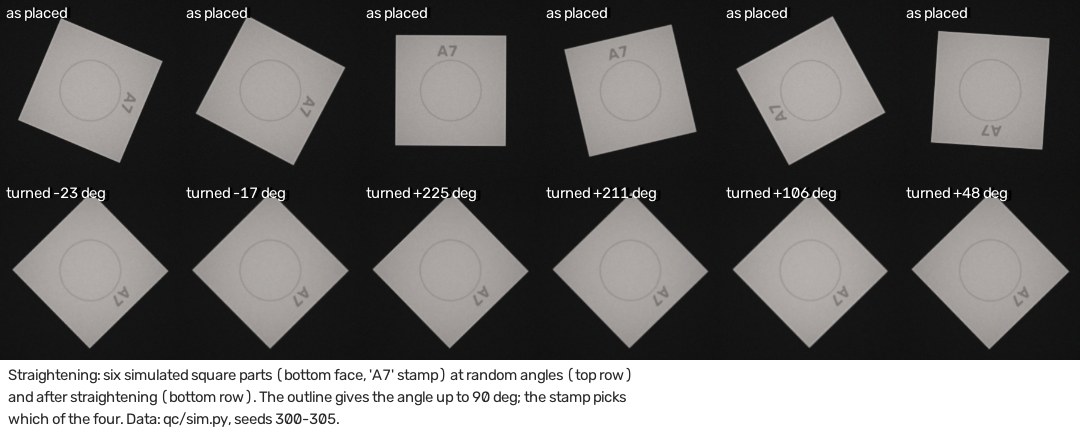 as placed as placed as placed as placed as placed as placed
A7 A7 A7 A7 A7 A7
turned -23 deg turned -17 deg turned +225 deg turned +211 deg turned +106 deg turned +48 deg
A7 A7 A7 A7 A7 A7
Straightening: six simulated square parts (bottom face, 'A7' stamp) at random angles (top row)
and after straightening (bottom row). The outline gives the angle up to 90 deg; the stamp picks
which of the four. Data: qc/sim.py, seeds 300-305.